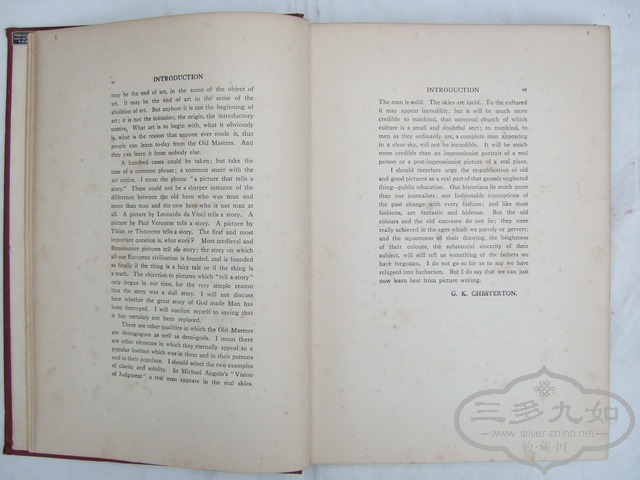 vi
INTRODUCTION
may be the end of art, in the sense of the object of
art. It may be the end of art in the sense of the
abolition of art. But anyhow it is not the beginning of
art; it is not the initiation, the origin, the introductory
motive. What art is to begin with, what it obviously
is, what is the reason that anyone ever made it, that
people can learn to-day from the Old Masters. And
they can learn it from nobody else.
A hundred cases could be taken; but take the
case of a common phrase; a common sneer with the
art critics. I mean the phrase "a picture that tells a
story." There could not be a sharper instance of the
difference between the old hero who was man and
more than man and the new hero who is not man at
all. A picture by Leonardo da Vinci tells a story. A
picture by Paul Veronese tells a story. A picture by
Titian or Tintoretto tells a story. The first and most
important question is, what story? Most medieval and
Renaissance pictures tell the story; the story on which
all our European civilisation is founded, and is founded
as finally if the thing is a fairy tale or if the thing is
a truth. The objection to pictures which "tell a story"
only began in our time, for the very simple reason
that the story was a dull story. I will not discuss
here whether the great story of God made Man has
been destroyed. I will confine myself to saying that
it has certainly not been replaced.
There are other qualities in which the Old Masters
are demagogues as well as demi-gods. I mean there
are other elements in which they eternally appeal to a
popular instinct which was in them and in their patrons
and in their populace. I should select the two examples
of clarity and solidity. In Michael Angelo's "Vision
of Judgment" a real man appears in the real skies.
INTRODUCTION
vii
The man is solid. The skies are lucid. To the cultured
it may appear incredible; but it will be much more
credible to mankind, that universal church of which
culture is a small and doubtful sect; to mankind, to
men as they ordinarily are, a complete man appearing
in a clear sky, will not be incredible. It will be much
more credible than an impressionist portrait of a real
person or a post-impressionist picture of a real place.
I should therefore urge the re-publication of old
and good pictures as a real part of that grossly neglected
thing—public education. Our historians lie much more
than our journalists; our fashionable conceptions of
the past change with every fashion; and like most
fashions, are fantastic and hideous. But the old
colours and the old canvases do not lie; they were
really achieved in the ages which we parody or pervert;
and the squareness of their drawing, the brightness
of their colours, the substantial sincerity of their
subject, will still tell us something of the fathers we
have forgotten. I do not go so far as to say we have
relapsed into barbarism. But I do say that we can just
now learn best from picture writing.
G. K. CHESTERTON.
三多九如
www.silver-china.net
收·藏·川